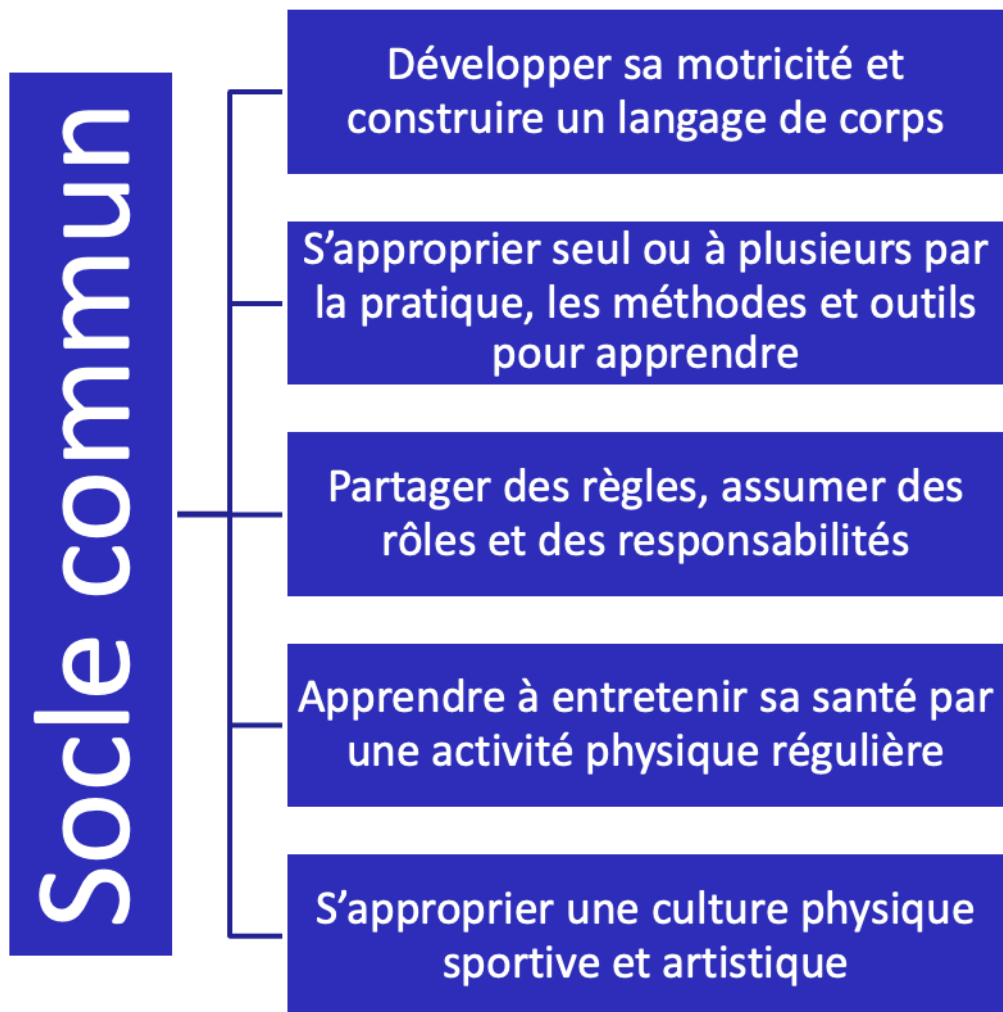 Socle commun
Développer sa motricité et
construire un langage de corps
S'approprier seul ou à plusieurs par
la pratique, les méthodes et outils
pour apprendre
Partager des règles, assumer des
rôles et des responsabilités
Apprendre à entretenir sa santé par
une activité physique régulière
S'approprier une culture physique
sportive et artistique